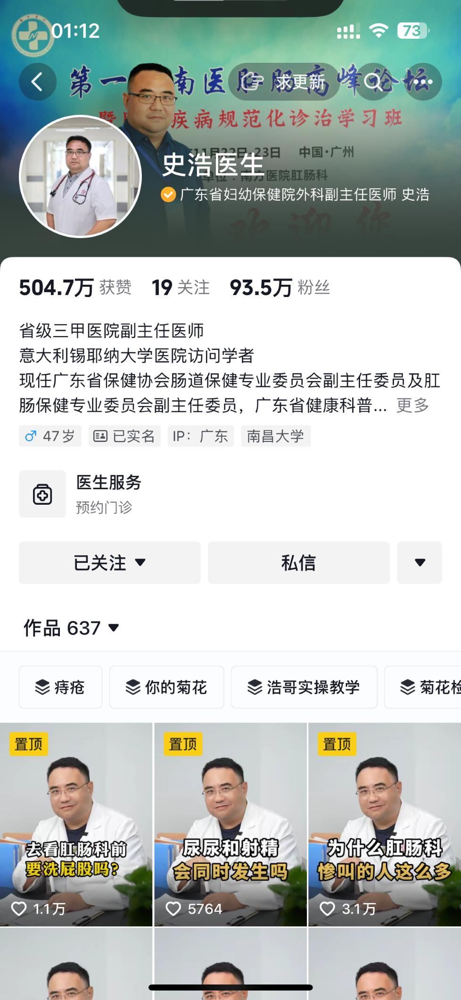 01:12
73
第一 南医肛肠高峰论坛
求更新
疾病规范化诊治学习班
11月22日-23日 中国·广州
单位:南方医院肛肠科
史浩医生
广东省妇幼保健院外科副主任医师 史浩
欢迎你
504.7万 获赞 19 关注 93.5万 粉丝
省级三甲医院副主任医师
意大利锡耶纳大学医院访问学者
现任广东省保健协会肠道保健专业委员会副主任委员及肛
肠保健专业委员会副主任委员，广东省健康科普... 更多
47岁 已实名 IP：广东 南昌大学
医生服务
预约门诊
已关注 私信
作品 637
痔疮 你的菊花 浩哥实操教学 菊花检
置顶 置顶 置顶
去看肛肠科前
要洗屁股吗?
尿尿和射精
会同时发生吗
为什么肛肠科
惨叫的人这么多
1.1万 5764 3.1万